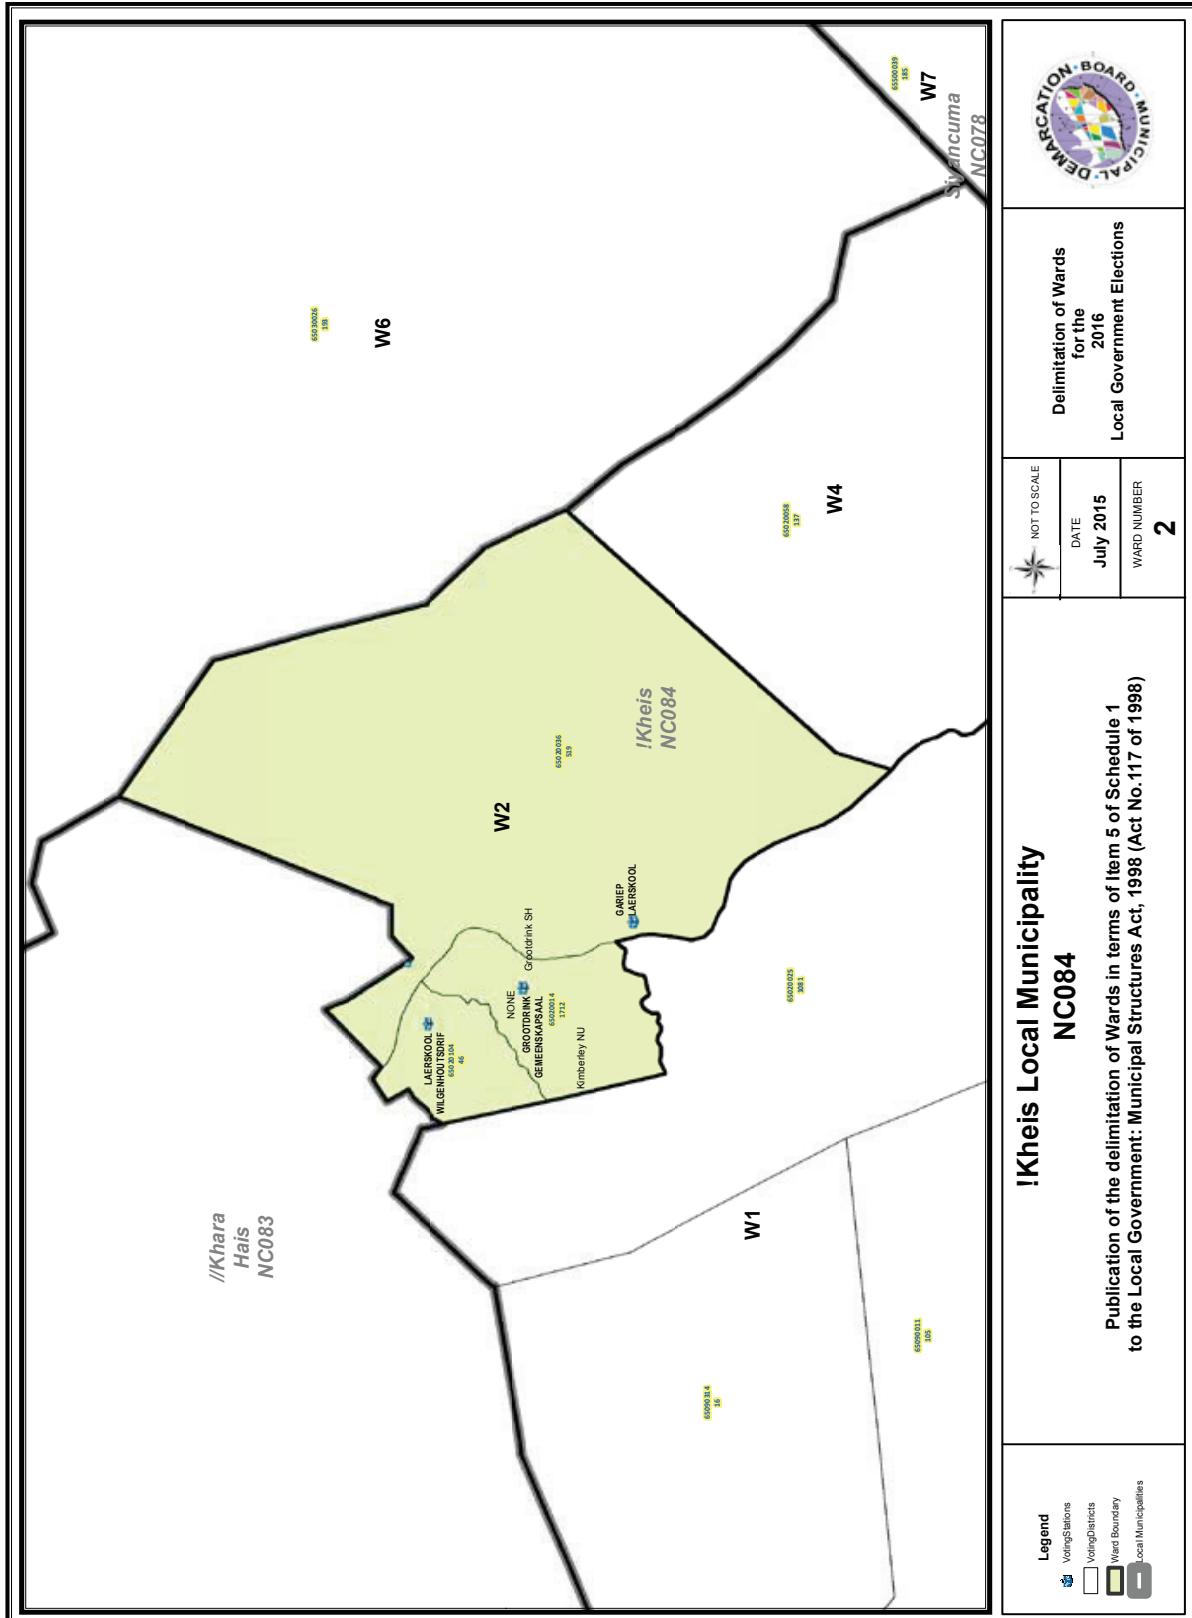 65500039
185
W7
Siyancuma
NC078
65030026
193
W6
65020058
137
W4
!Kheis
NC084
65020036
519
W2
GARIEP
LAERSKOOL
Grootdrink SH
NONE
GROOTDRINK
GEMEENSKAPSAAL
65020014
1712
Kimberley NU
LAERSKOOL
WILGENHOUTSDRIF
65020104
46
65020025
1081
//Khara
Hais
NC083
W1
65090011
105
65090314
16
Legend
VotingStations
VotingDistricts
Ward Boundary
Local Municipalities
!Kheis Local Municipality
NC084
Publication of the delimitation of Wards in terms of Item 5 of Schedule 1
to the Local Government: Municipal Structures Act, 1998 (Act No.117 of 1998)
NOT TO SCALE
DATE
July 2015
WARD NUMBER
2
Delimitation of Wards
for the
2016
Local Government Elections
MUNICIPAL · DEMARCATION · BOARD